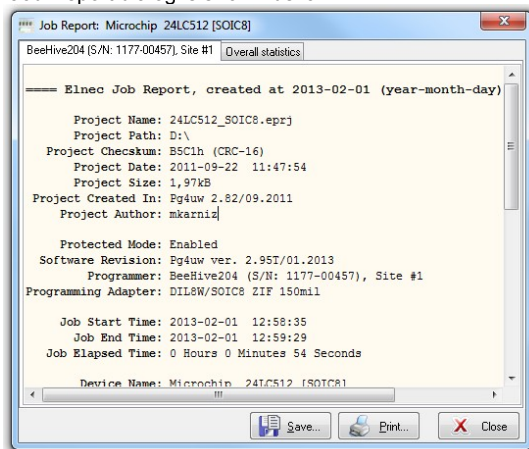 Job Report: Microchip 24LC512 [SOIC8]
BeeHive204 (S/N: 1177-00457), Site #1 Overall statistics
==== Elnec Job Report, created at 2013-02-01 (year-month-day)
Project Name: 24LC512_SOIC8.eprj
Project Path: D:\
Project Checskum: B5C1h (CRC-16)
Project Date: 2011-09-22 11:47:54
Project Size: 1,97kB
Project Created In: Pg4uw 2.82/09.2011
Project Author: mkarniz
Protected Mode: Enabled
Software Revision: Pg4uw ver. 2.95T/01.2013
Programmer: BeeHive204 (S/N: 1177-00457), Site #1
Programming Adapter: DIL8W/SOIC8 ZIF 150mil
Job Start Time: 2013-02-01 12:58:35
Job End Time: 2013-02-01 12:59:29
Job Elapsed Time: 0 Hours 0 Minutes 54 Seconds
Device Name: Microchip 24LC512 [SOIC8]
Save... Print... Close